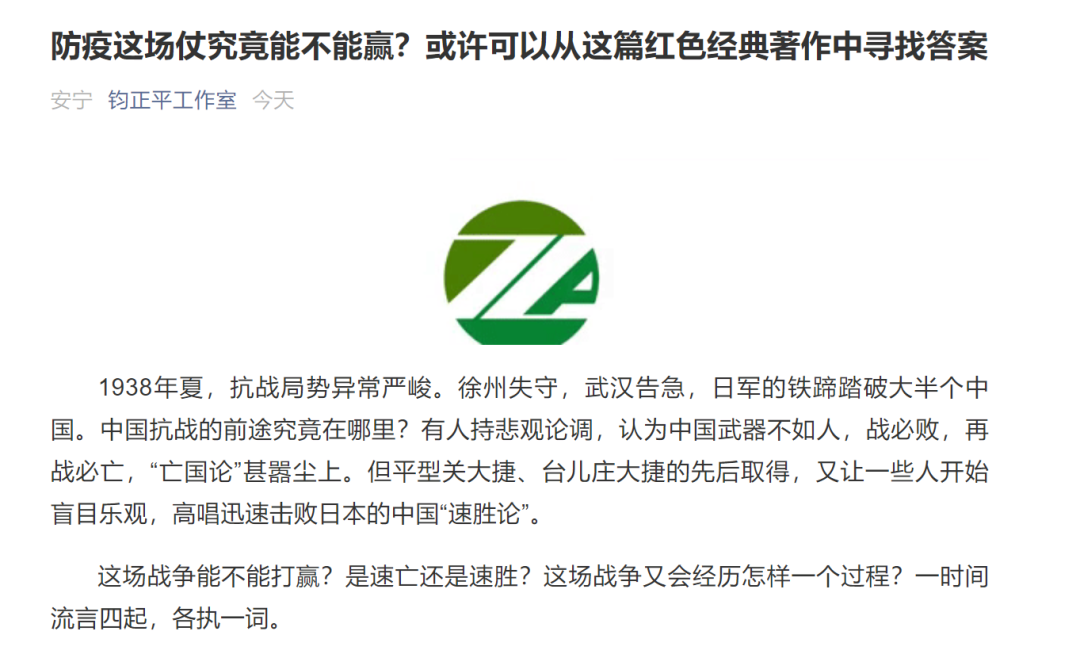 防疫这场仗究竟能不能赢？或许可以从这篇红色经典著作中寻找答案
安宁 钧正平工作室 今天
1938年夏，抗战局势异常严峻。徐州失守，武汉告急，日军的铁蹄踏破大半个中
国。中国抗战的前途究竟在哪里？有人持悲观论调，认为中国武器不如人，战必败，再
战必亡，“亡国论”甚嚣尘上。但平型关大捷、台儿庄大捷的先后取得，又让一些人开始
盲目乐观，高唱迅速击败日本的中国“速胜论”。
这场战争能不能打赢？是速亡还是速胜？这场战争又会经历怎样一个过程？一时间
流言四起，各执一词。